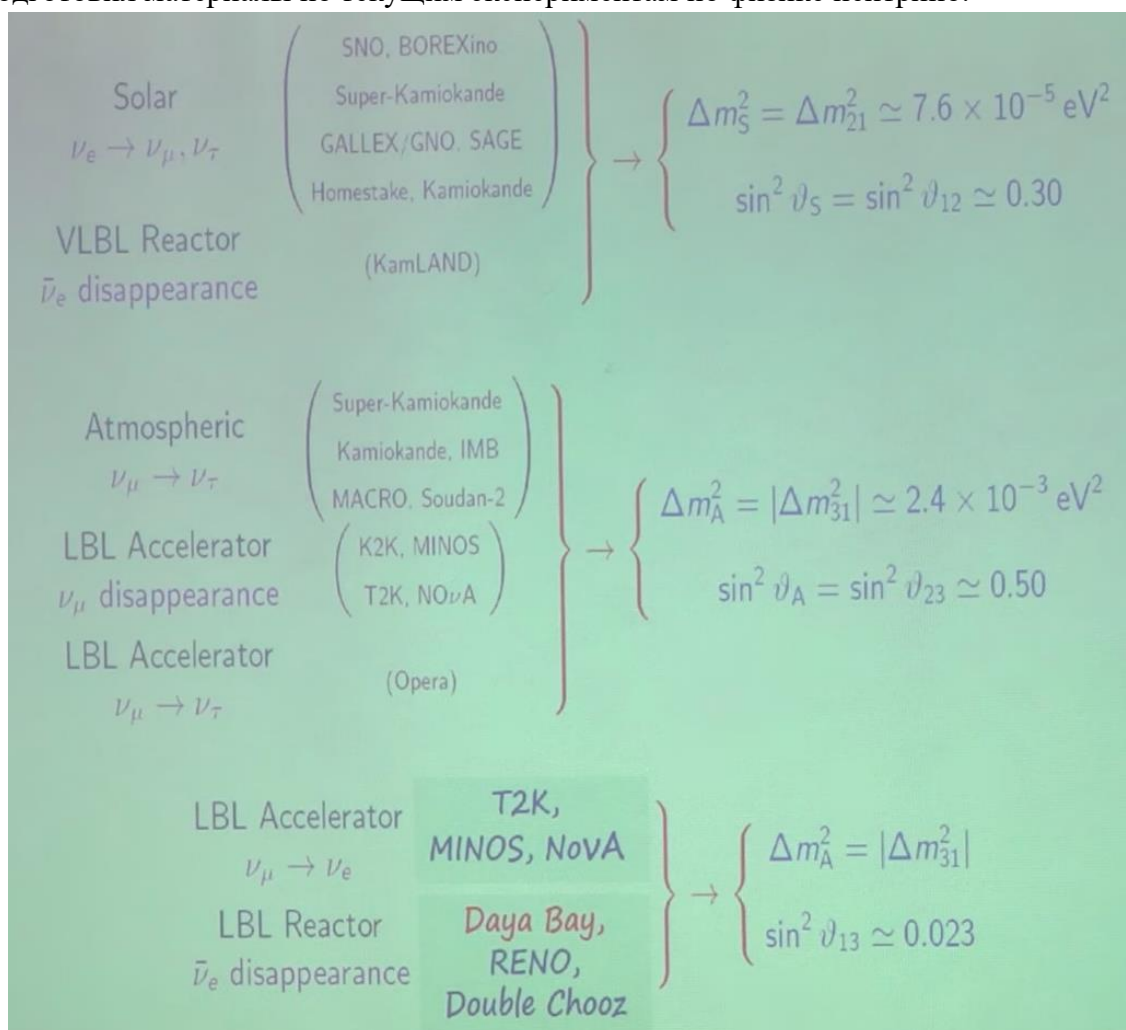 Solar
νe → νμ, ντ
SNO, BOREXino
Super-Kamiokande
GALLEX/GNO. SAGE
Homestake, Kamiokande
VLBL Reactor
ν̄e disappearance
(KamLAND)
→
Δm²S = Δm²21 ≃ 7.6 × 10⁻⁵ eV²
sin² ϑS = sin² ϑ12 ≃ 0.30
Atmospheric
νμ → ντ
Super-Kamiokande
Kamiokande, IMB
MACRO, Soudan-2
LBL Accelerator
νμ disappearance
K2K, MINOS
T2K, NOνA
LBL Accelerator
νμ → ντ
(Opera)
→
Δm²A = |Δm²31| ≃ 2.4 × 10⁻³ eV²
sin² ϑA = sin² ϑ23 ≃ 0.50
LBL Accelerator
νμ → νe
T2K,
MINOS, NovA
LBL Reactor
ν̄e disappearance
Daya Bay,
RENO,
Double Chooz
→
Δm²A = |Δm²31|
sin² ϑ13 ≃ 0.023